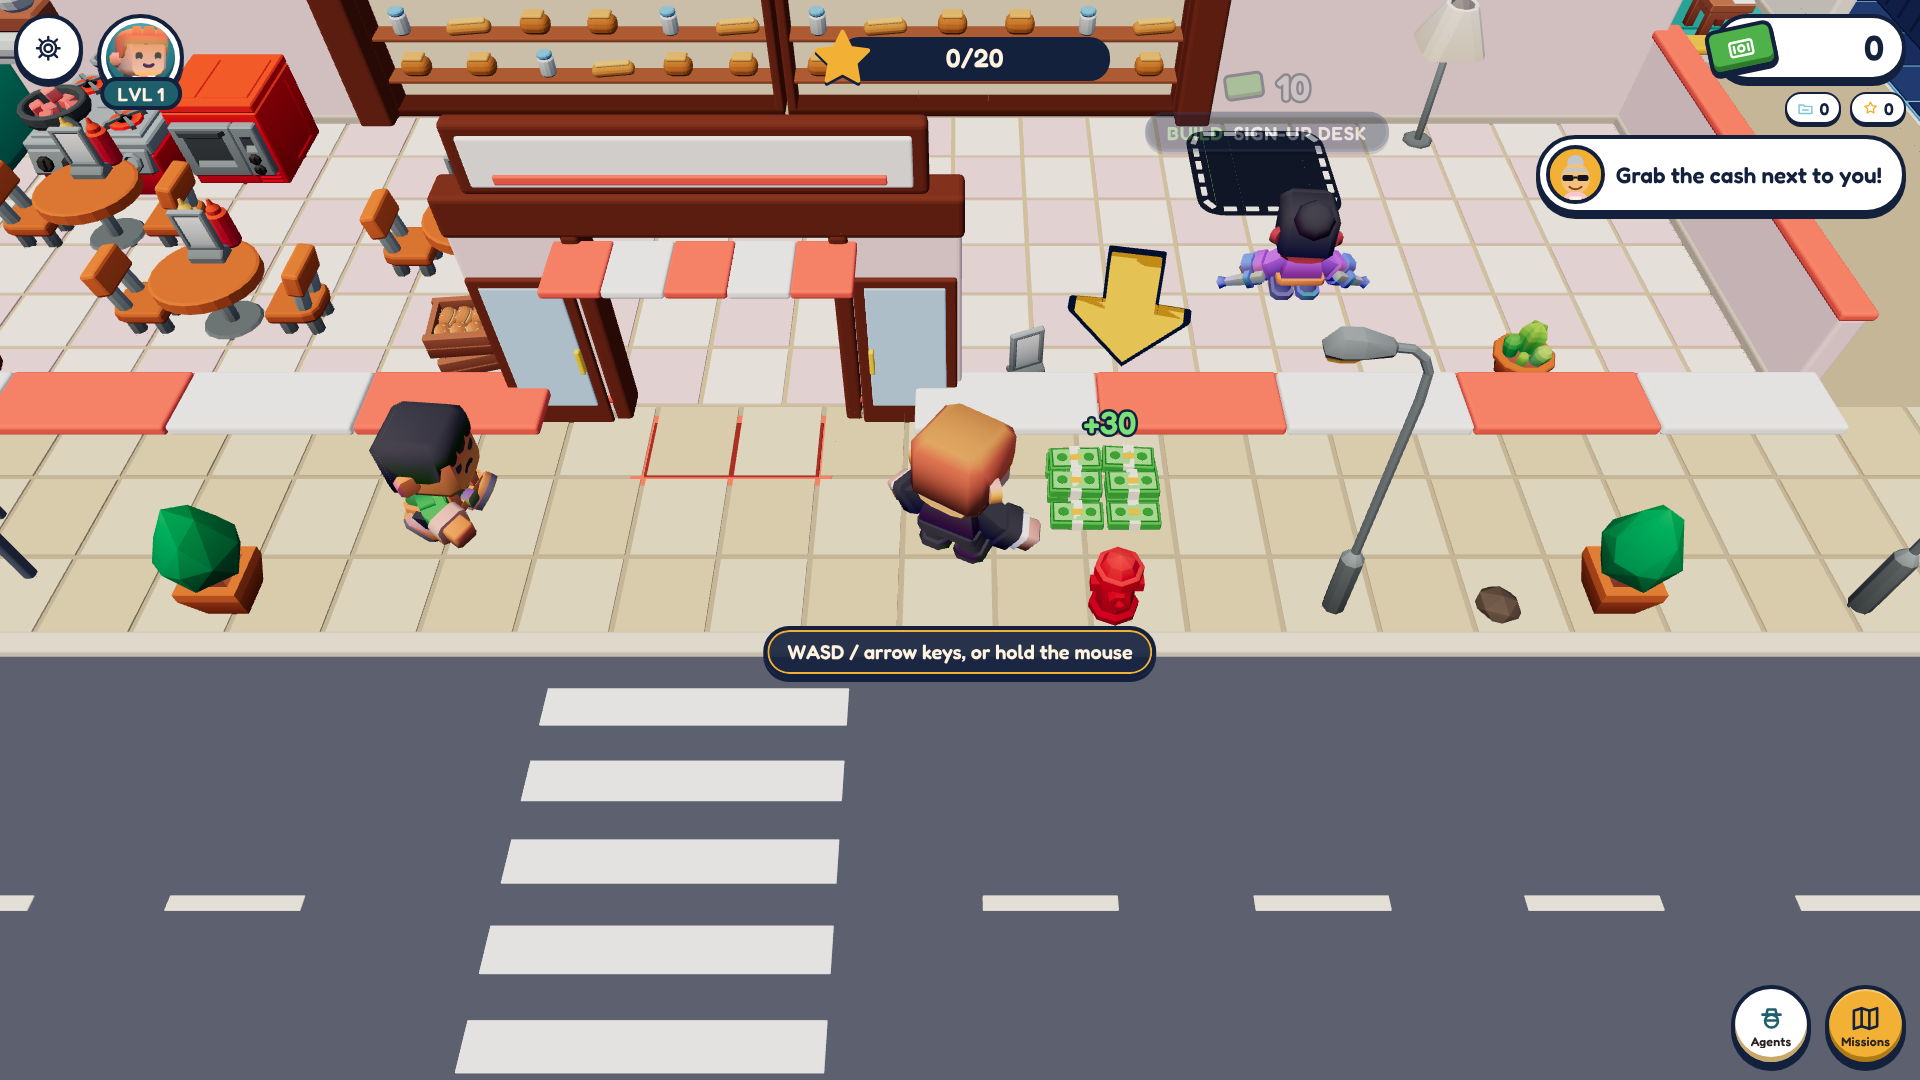 LVL 1
0/20
0
0
0
10
BUILD SIGN-UP DESK
Grab the cash next to you!
+30
WASD / arrow keys, or hold the mouse
Agents
Missions